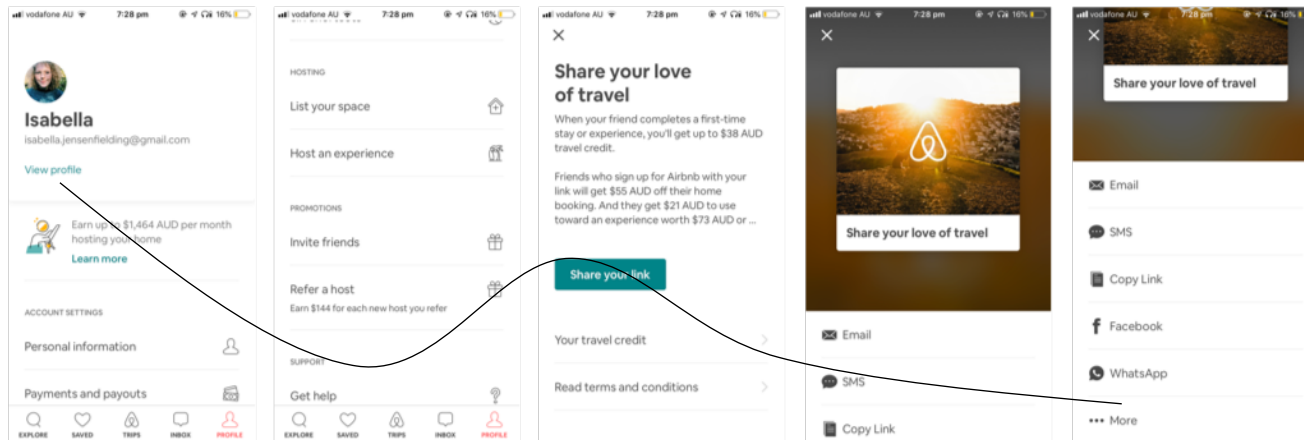 vodafone AU 7:28 pm 16%
Isabella
isabella.jensenfielding@gmail.com
View profile
Earn up to $1,464 AUD per month
hosting your home
Learn more
ACCOUNT SETTINGS
Personal information
Payments and payouts
EXPLORE SAVED TRIPS INBOX PROFILE
vodafone AU 7:28 pm 16%
HOSTING
List your space
Host an experience
PROMOTIONS
Invite friends
Refer a host
Earn $144 for each new host you refer
SUPPORT
Get help
EXPLORE SAVED TRIPS INBOX PROFILE
vodafone AU 7:28 pm 16%
Share your love
of travel
When your friend completes a first-time
stay or experience, you'll get up to $38 AUD
travel credit.
Friends who sign up for Airbnb with your
link will get $55 AUD off their home
booking. And they get $21 AUD to use
toward an experience worth $73 AUD or ...
Share your link
Your travel credit
Read terms and conditions
vodafone AU 7:28 pm 16%
Share your love of travel
Email
SMS
Copy Link
vodafone AU 7:28 pm 16%
Share your love of travel
Email
SMS
Copy Link
Facebook
WhatsApp
More